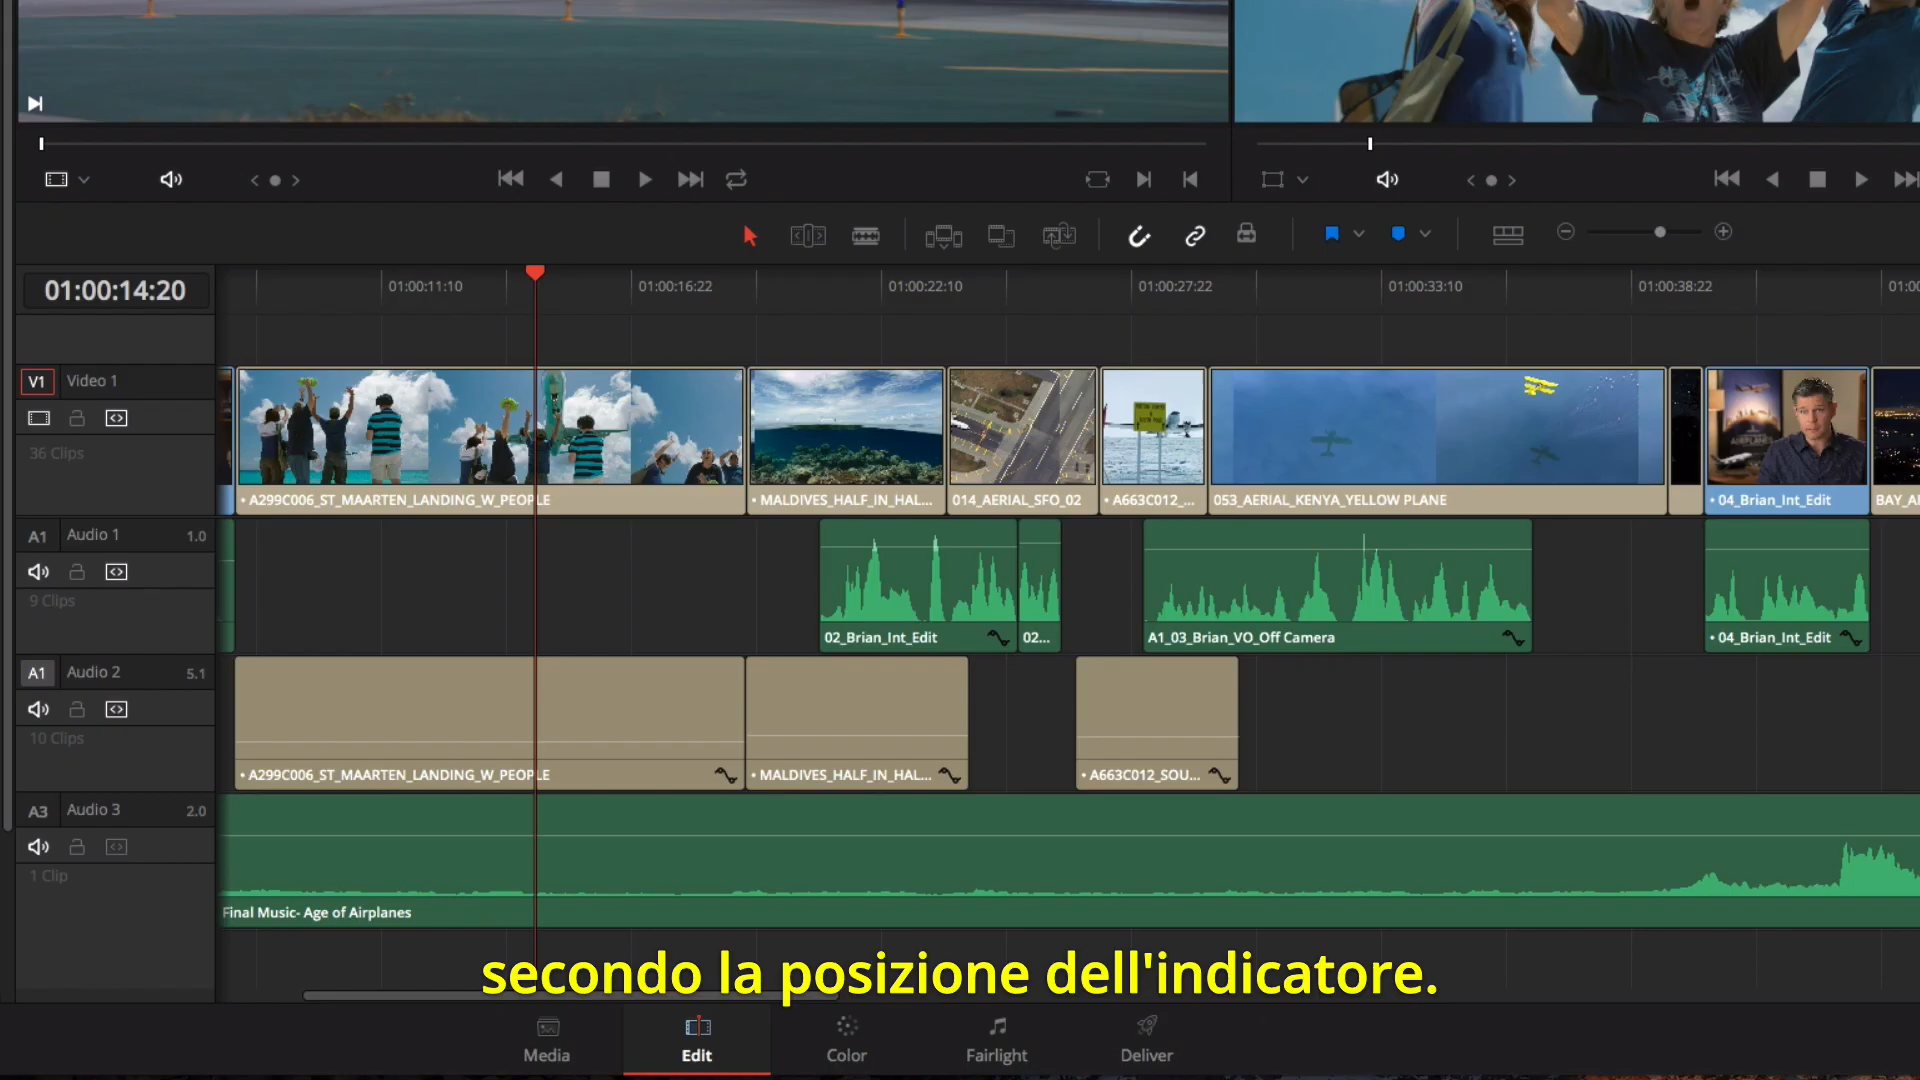 01:00:14:20
01:00:11:10
01:00:16:22
01:00:22:10
01:00:27:22
01:00:33:10
01:00:38:22
V1 Video 1
36 Clips
• A299C006_ST_MAARTEN_LANDING_W_PEOPLE
• MALDIVES_HALF_IN_HAL...
014_AERIAL_SFO_02
• A663C012_...
053_AERIAL_KENYA_YELLOW PLANE
• 04_Brian_Int_Edit
A1 Audio 1 1.0
9 Clips
02_Brian_Int_Edit
02...
A1_03_Brian_VO_Off Camera
• 04_Brian_Int_Edit
A1 Audio 2 5.1
10 Clips
• A299C006_ST_MAARTEN_LANDING_W_PEOPLE
• MALDIVES_HALF_IN_HAL...
• A663C012_SOU...
A3 Audio 3 2.0
1 Clip
Final Music- Age of Airplanes
secondo la posizione dell'indicatore.
Media
Edit
Color
Fairlight
Deliver